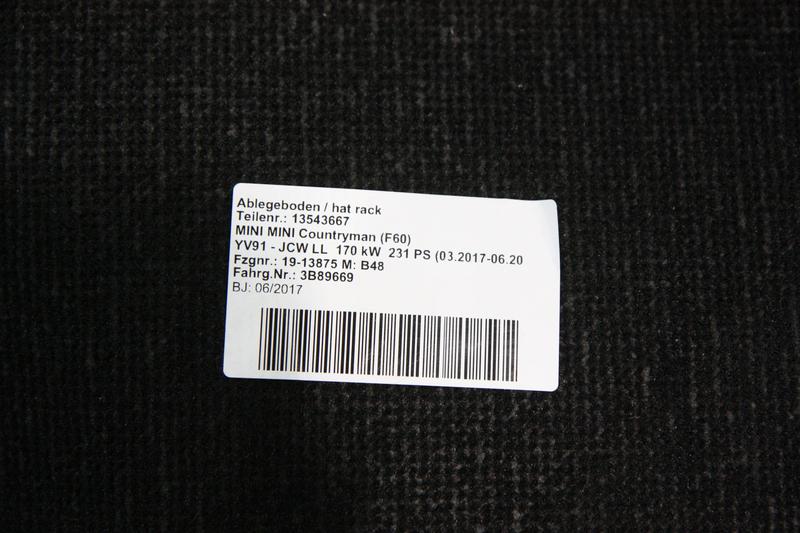 Ablegeboden / hat rack
Teilenr.: 13543667
MINI MINI Countryman (F60)
YV91 - JCW LL 170 kW 231 PS (03.2017-06.20
Fzgnr.: 19-13875 M: B48
Fahrg.Nr.: 3B89669
BJ: 06/2017